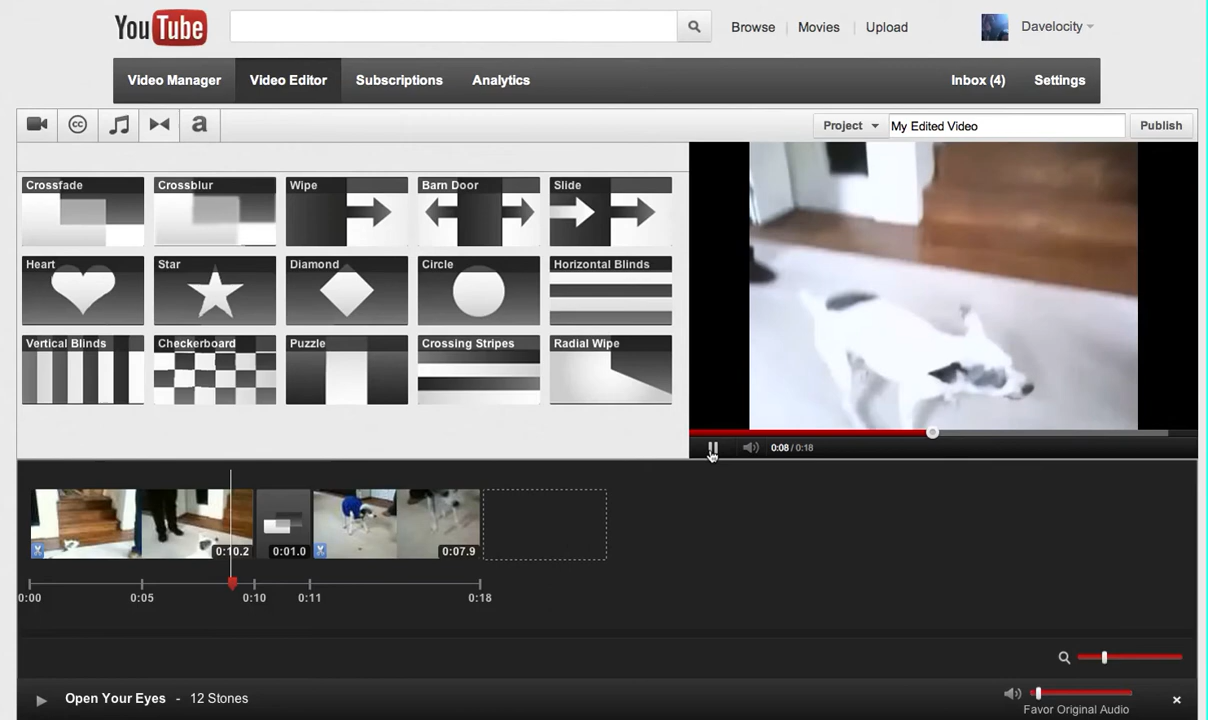 YouTube
Browse Movies Upload Davelocity
Video Manager Video Editor Subscriptions Analytics Inbox (4) Settings
cc a Project My Edited Video Publish
Crossfade Crossblur Wipe Barn Door Slide
Heart Star Diamond Circle Horizontal Blinds
Vertical Blinds Checkerboard Puzzle Crossing Stripes Radial Wipe
0:08 / 0:18
0:10.2 0:01.0 0:07.9
0:00 0:05 0:10 0:11 0:18
Open Your Eyes - 12 Stones
Favor Original Audio